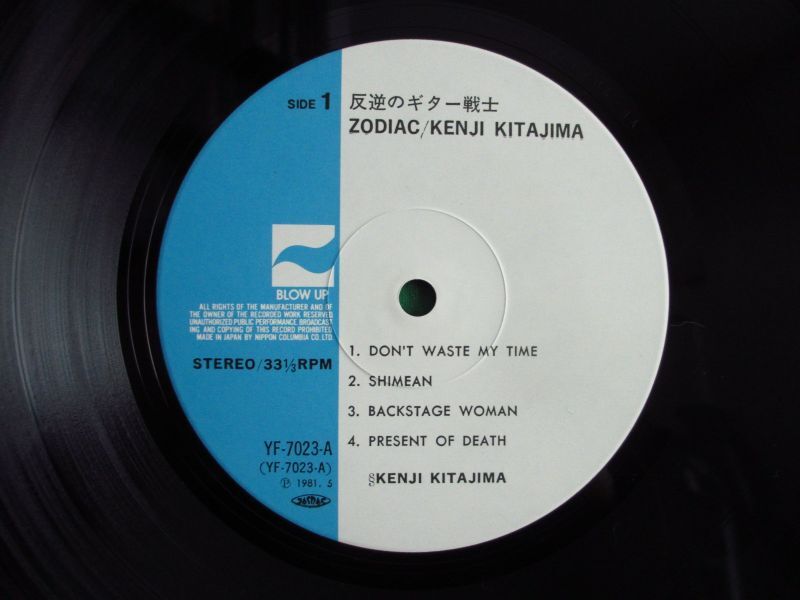 SIDE 1
反逆のギター戦士
ZODIAC/KENJI KITAJIMA
BLOW UP
ALL RIGHTS OF THE MANUFACTURER AND OF
THE OWNER OF THE RECORDED WORK RESERVED
UNAUTHORIZED PUBLIC PERFORMANCE BROADCAST
ING AND COPYING OF THIS RECORD PROHIBITED
MADE IN JAPAN BY NIPPON COLUMBIA CO. LTD.
STEREO/33⅓RPM
1. DON'T WASTE MY TIME
2. SHIMEAN
3. BACKSTAGE WOMAN
4. PRESENT OF DEATH
§KENJI KITAJIMA
YF-7023-A
(YF-7023-A)
℗ 1981. 5
JASRAC